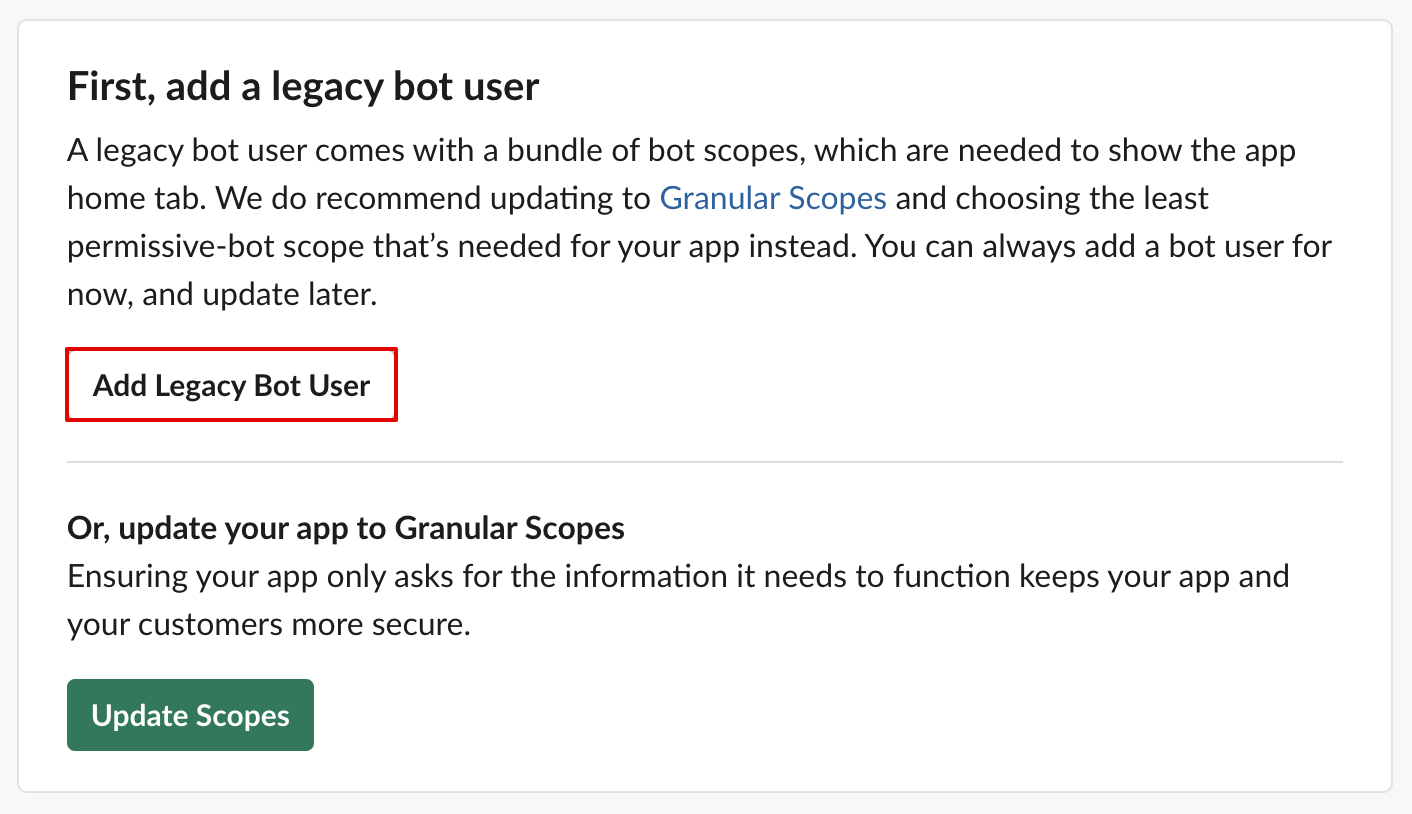 First, add a legacy bot user
A legacy bot user comes with a bundle of bot scopes, which are needed to show the app
home tab. We do recommend updating to Granular Scopes and choosing the least
permissive-bot scope that’s needed for your app instead. You can always add a bot user for
now, and update later.
Add Legacy Bot User
Or, update your app to Granular Scopes
Ensuring your app only asks for the information it needs to function keeps your app and
your customers more secure.
Update Scopes